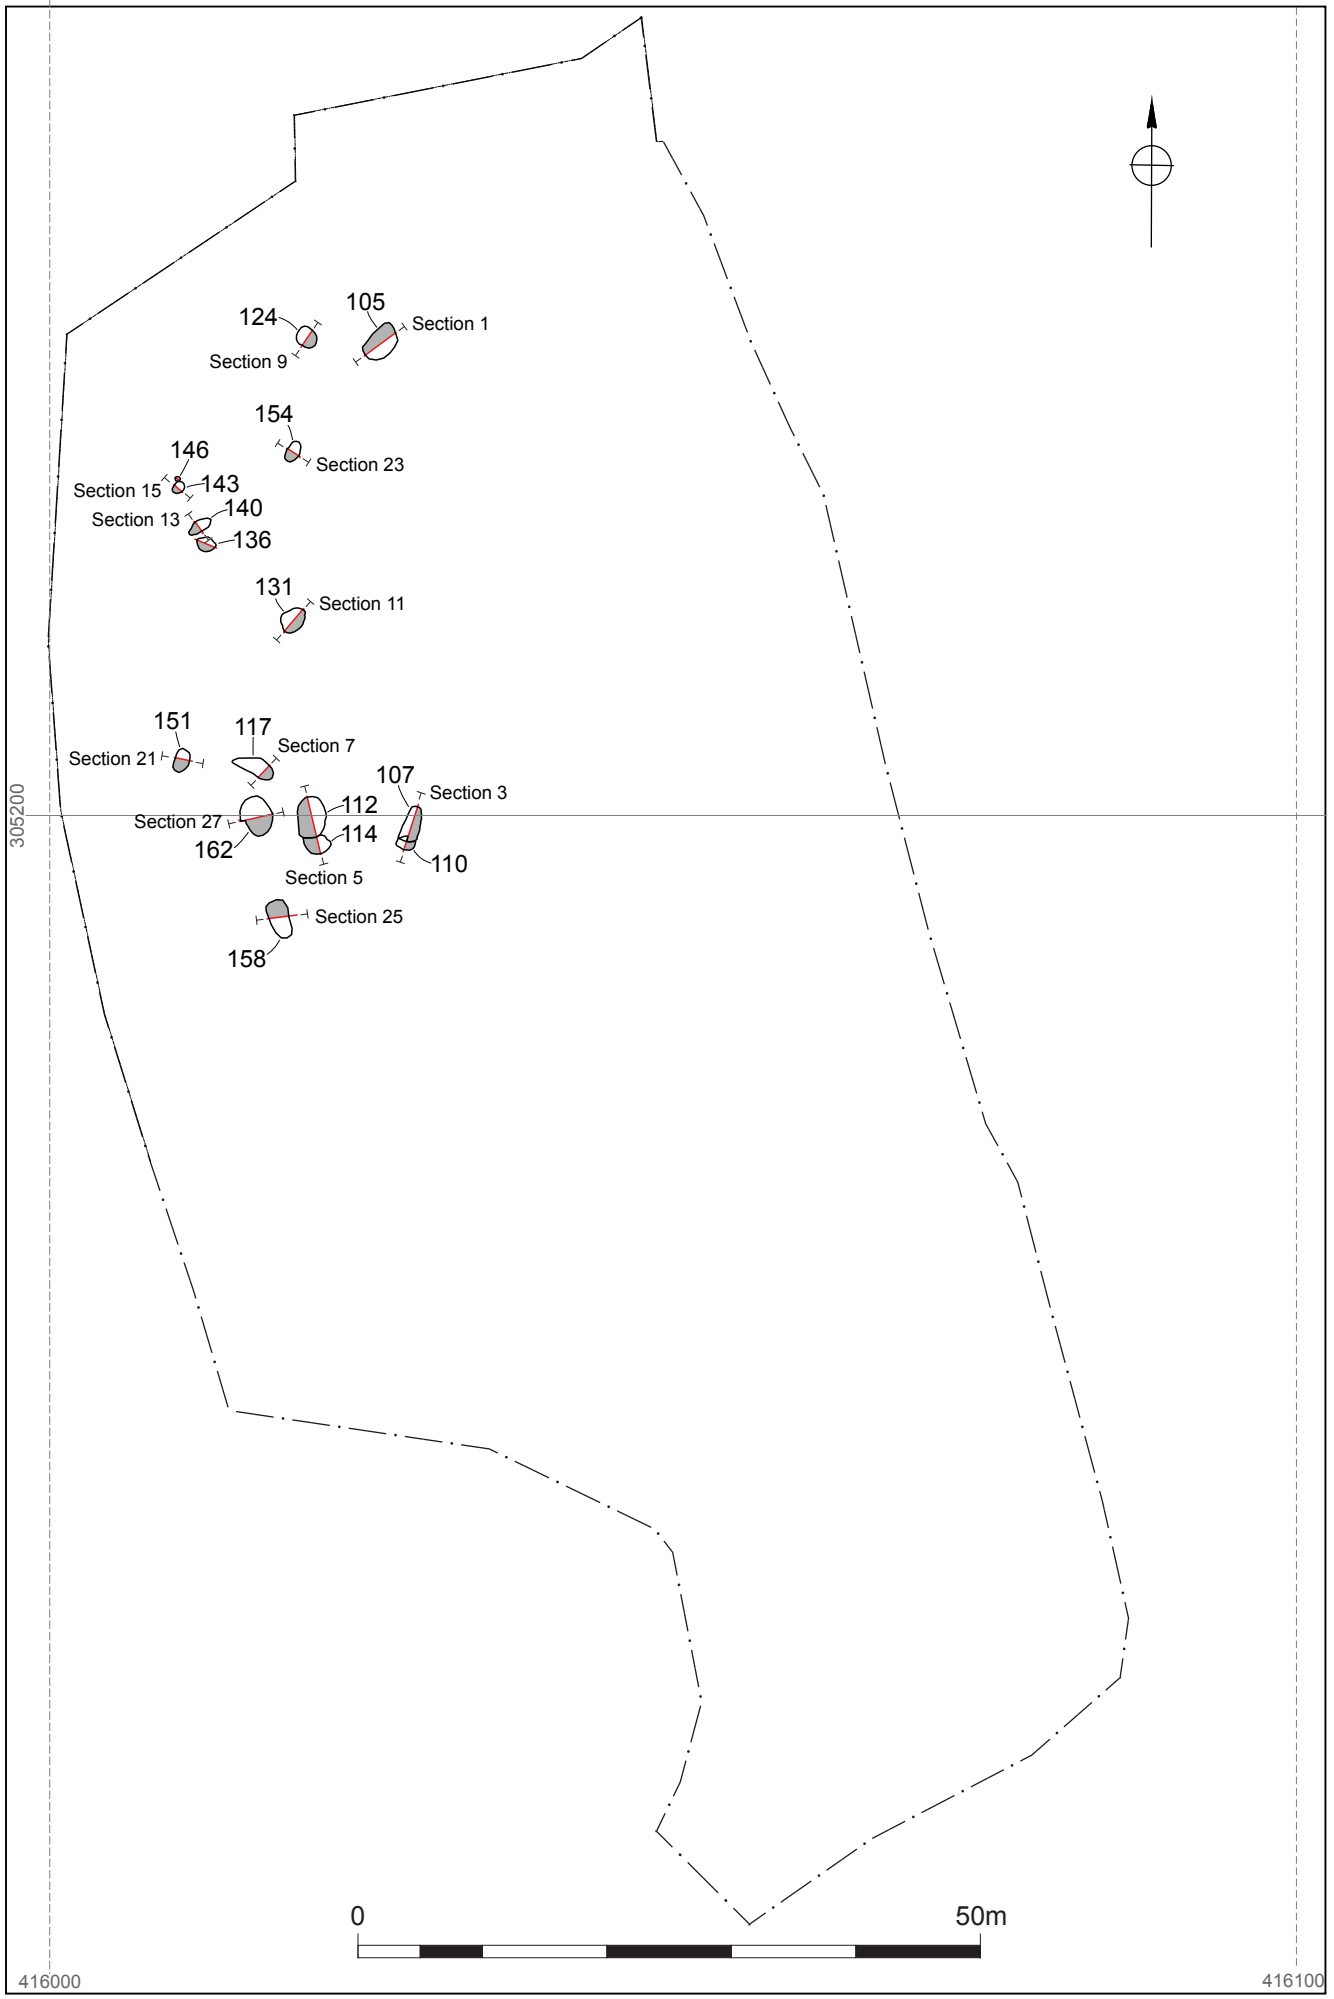 105
124
Section 1
Section 9
154
146
Section 23
143
Section 15
140
Section 13
136
131
Section 11
151
117
Section 7
Section 21
107
Section 3
305200
112
Section 27
114
162
110
Section 5
Section 25
158
0
50m
416000
416100